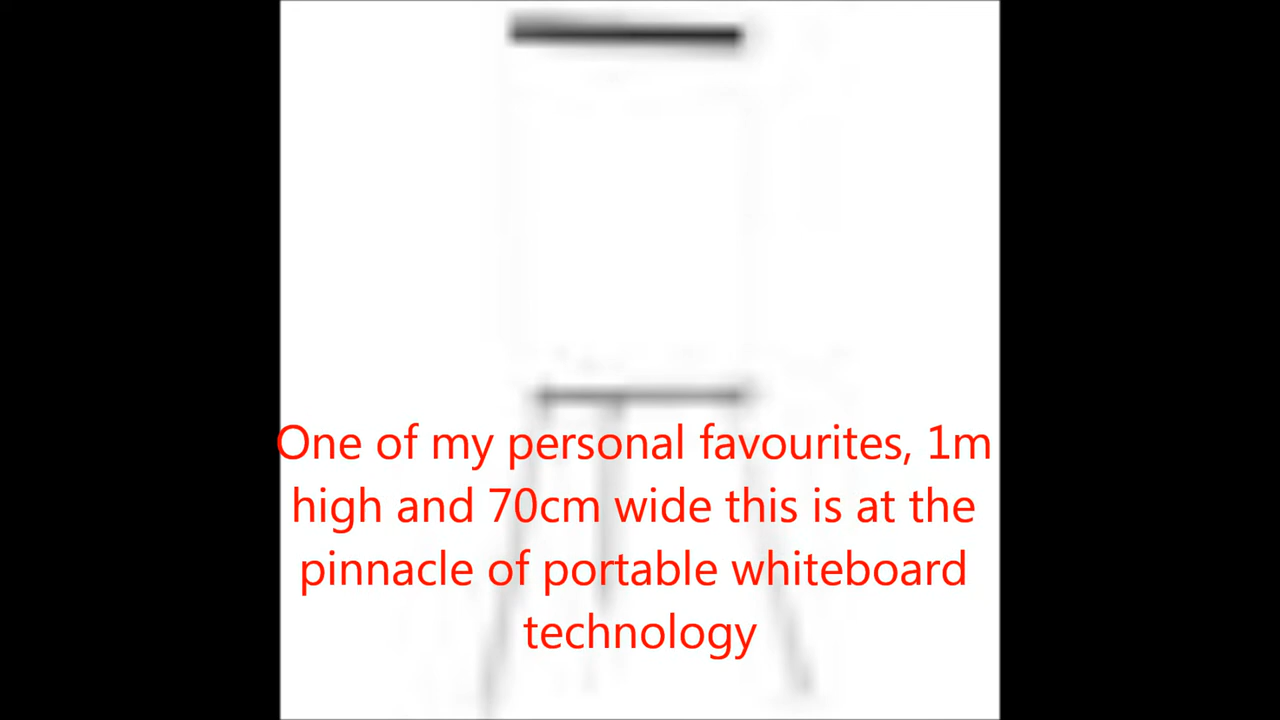 One of my personal favourites, 1m
high and 70cm wide this is at the
pinnacle of portable whiteboard
technology